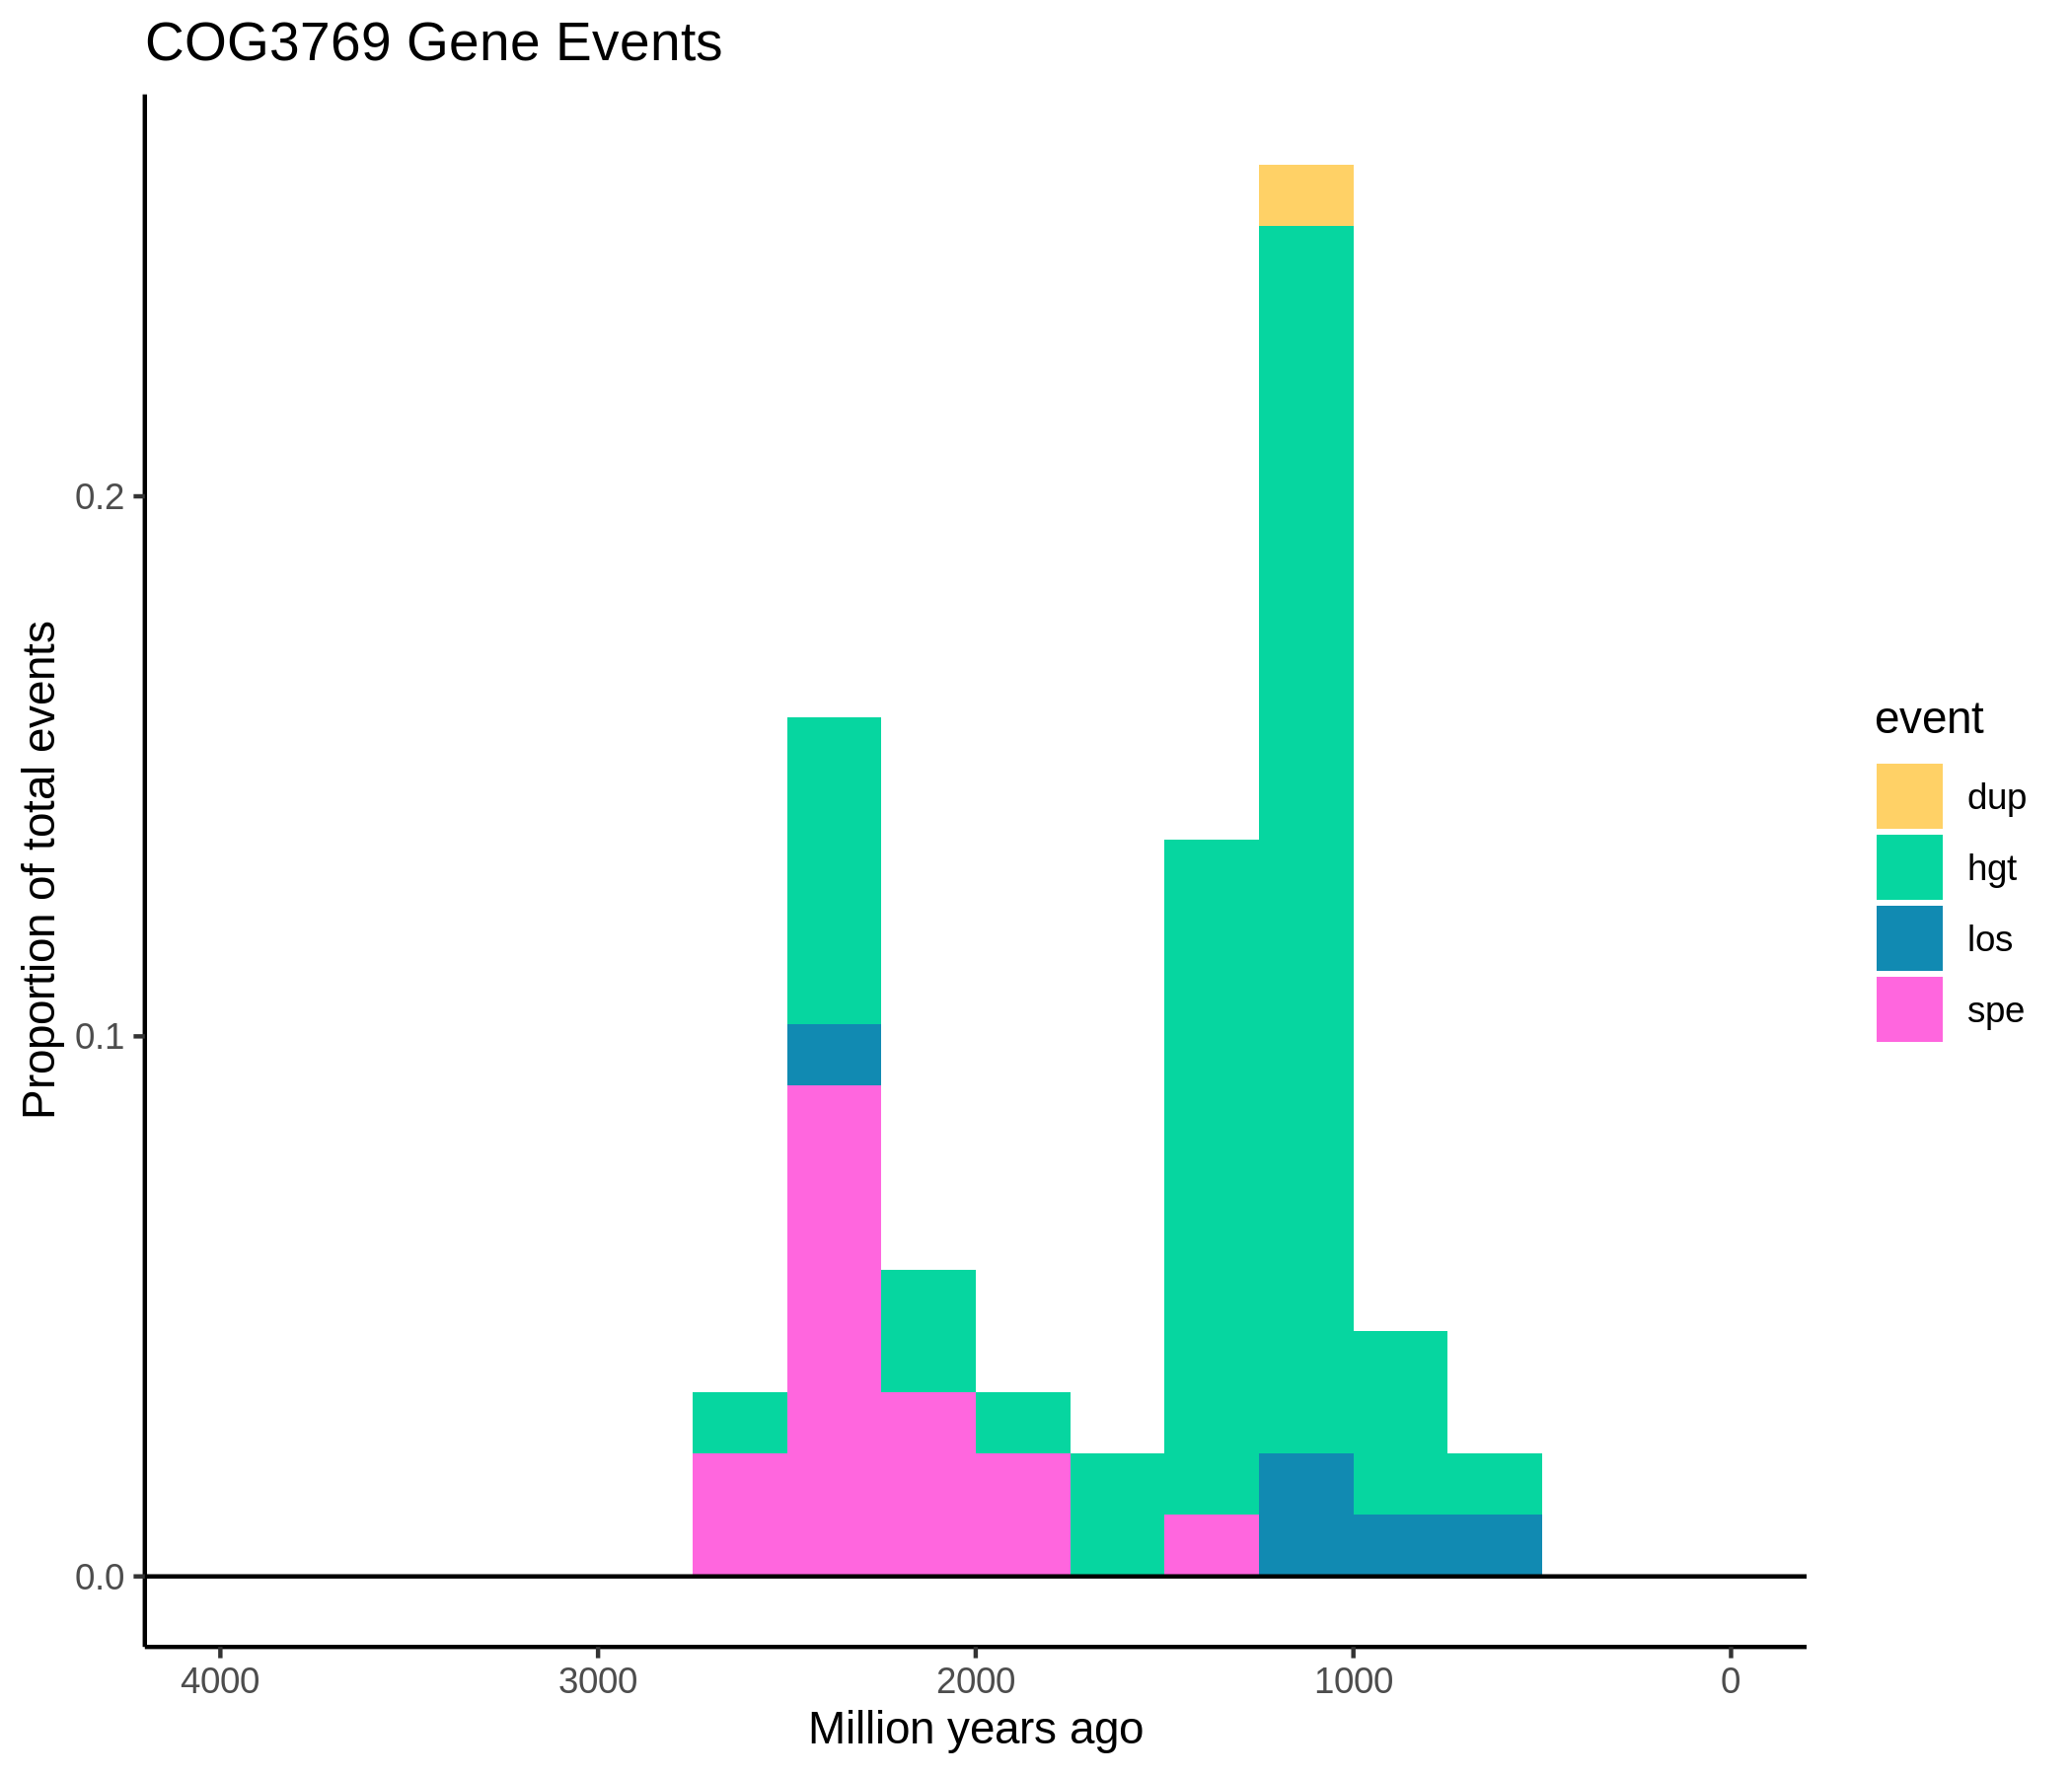 COG3769 Gene Events
Proportion of total events
0.2
0.1
0.0
4000 3000 2000 1000 0
Million years ago
event
dup
hgt
los
spe